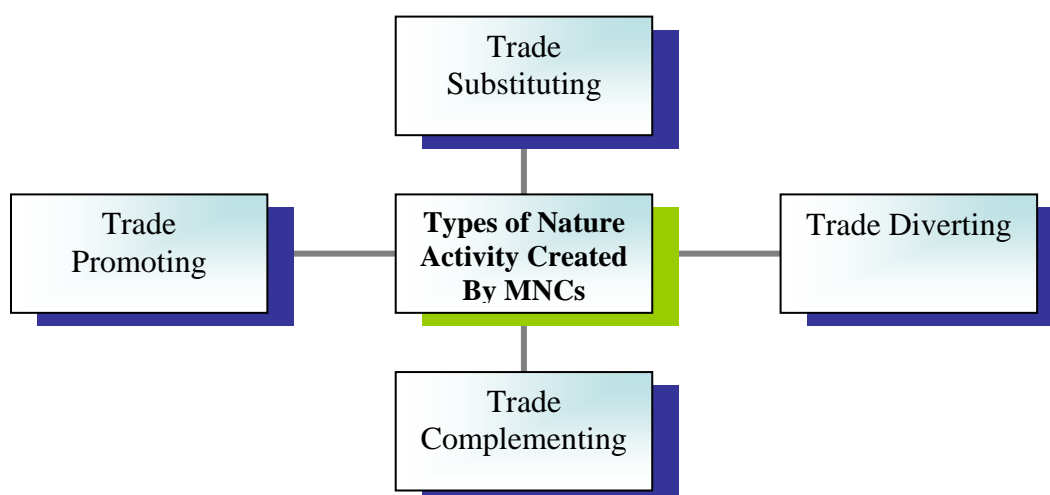 Trade
Substituting
Trade
Promoting
Types of Nature
Activity Created
By MNCs
Trade Diverting
Trade
Complementing